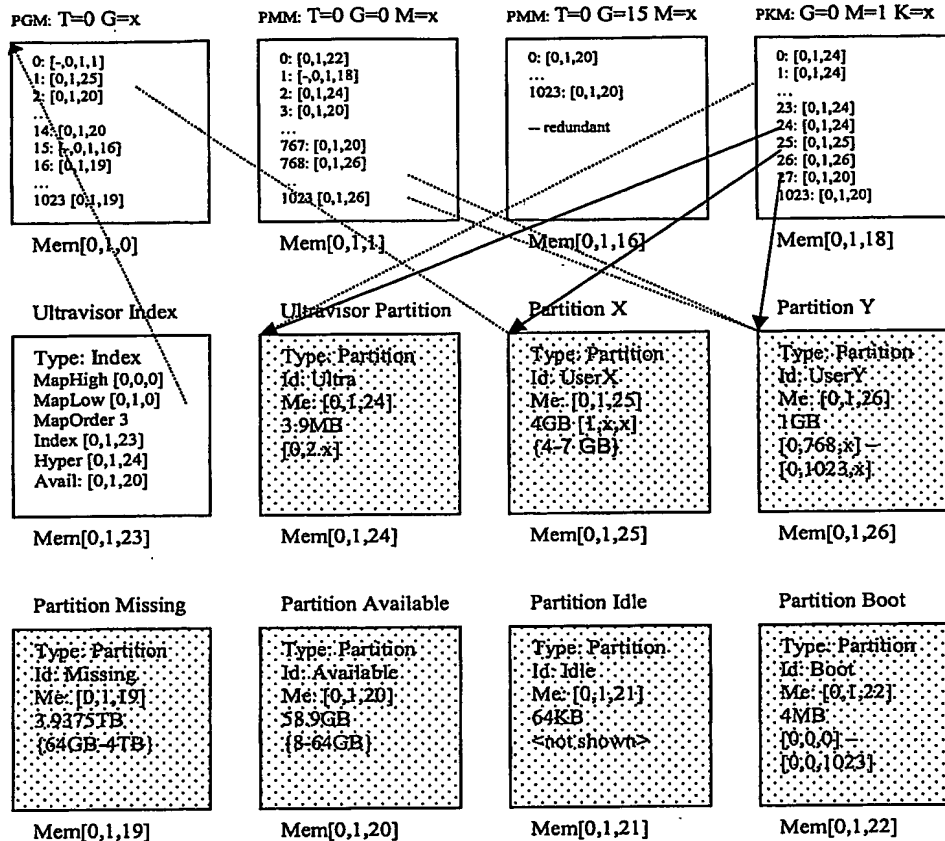 PGM: T=0 G=x
0: [-,0,1,1]
1: [0,1,25]
2: [0,1,20]
...
14: [0,1,20
15: [-,0,1,16]
16: [0,1,19]
...
1023 [0,1,19]
Mem[0,1,0]
PMM: T=0 G=0 M=x
0: [0,1,22]
1: [-,0,1,18]
2: [0,1,24]
3: [0,1,20]
...
767: [0,1,20]
768: [0,1,26]
...
1023 [0,1,26]
Mem[0,1,1]
PMM: T=0 G=15 M=x
0: [0,1,20]
...
1023: [0,1,20]
-- redundant
Mem[0,1,16]
PKM: G=0 M=1 K=x
0: [0,1,24]
1: [0,1,24]
...
23: [0,1,24]
24: [0,1,24]
25: [0,1,25]
26: [0,1,26]
27: [0,1,20]
1023: [0,1,20]
Mem[0,1,18]
Ultravisor Index
Type: Index
MapHigh [0,0,0]
MapLow [0,1,0]
MapOrder 3
Index [0,1,23]
Hyper [0,1,24]
Avail: [0,1,20]
Mem[0,1,23]
Ultravisor Partition
Type: Partition
Id: Ultra
Me: [0,1,24]
3.9MB
[0,2,x]
Mem[0,1,24]
Partition X
Type: Partition
Id: UserX
Me: [0,1,25]
4GB [1,x,x]
{4-7 GB}
Mem[0,1,25]
Partition Y
Type: Partition
Id: UserY
Me: [0,1,26]
1GB
[0,768,x] –
[0,1023,x]
Mem[0,1,26]
Partition Missing
Type: Partition
Id: Missing
Me: [0,1,19]
3.9375TB
{64GB-4TB}
Mem[0,1,19]
Partition Available
Type: Partition
Id: Available
Me: [0,1,20]
58.9GB
{8-64GB}
Mem[0,1,20]
Partition Idle
Type: Partition
Id: Idle
Me: [0,1,21]
64KB
<not shown>
Mem[0,1,21]
Partition Boot
Type: Partition
Id: Boot
Me: [0,1,22]
4MB
[0,0,0] –
[0,0,1023]
Mem[0,1,22]